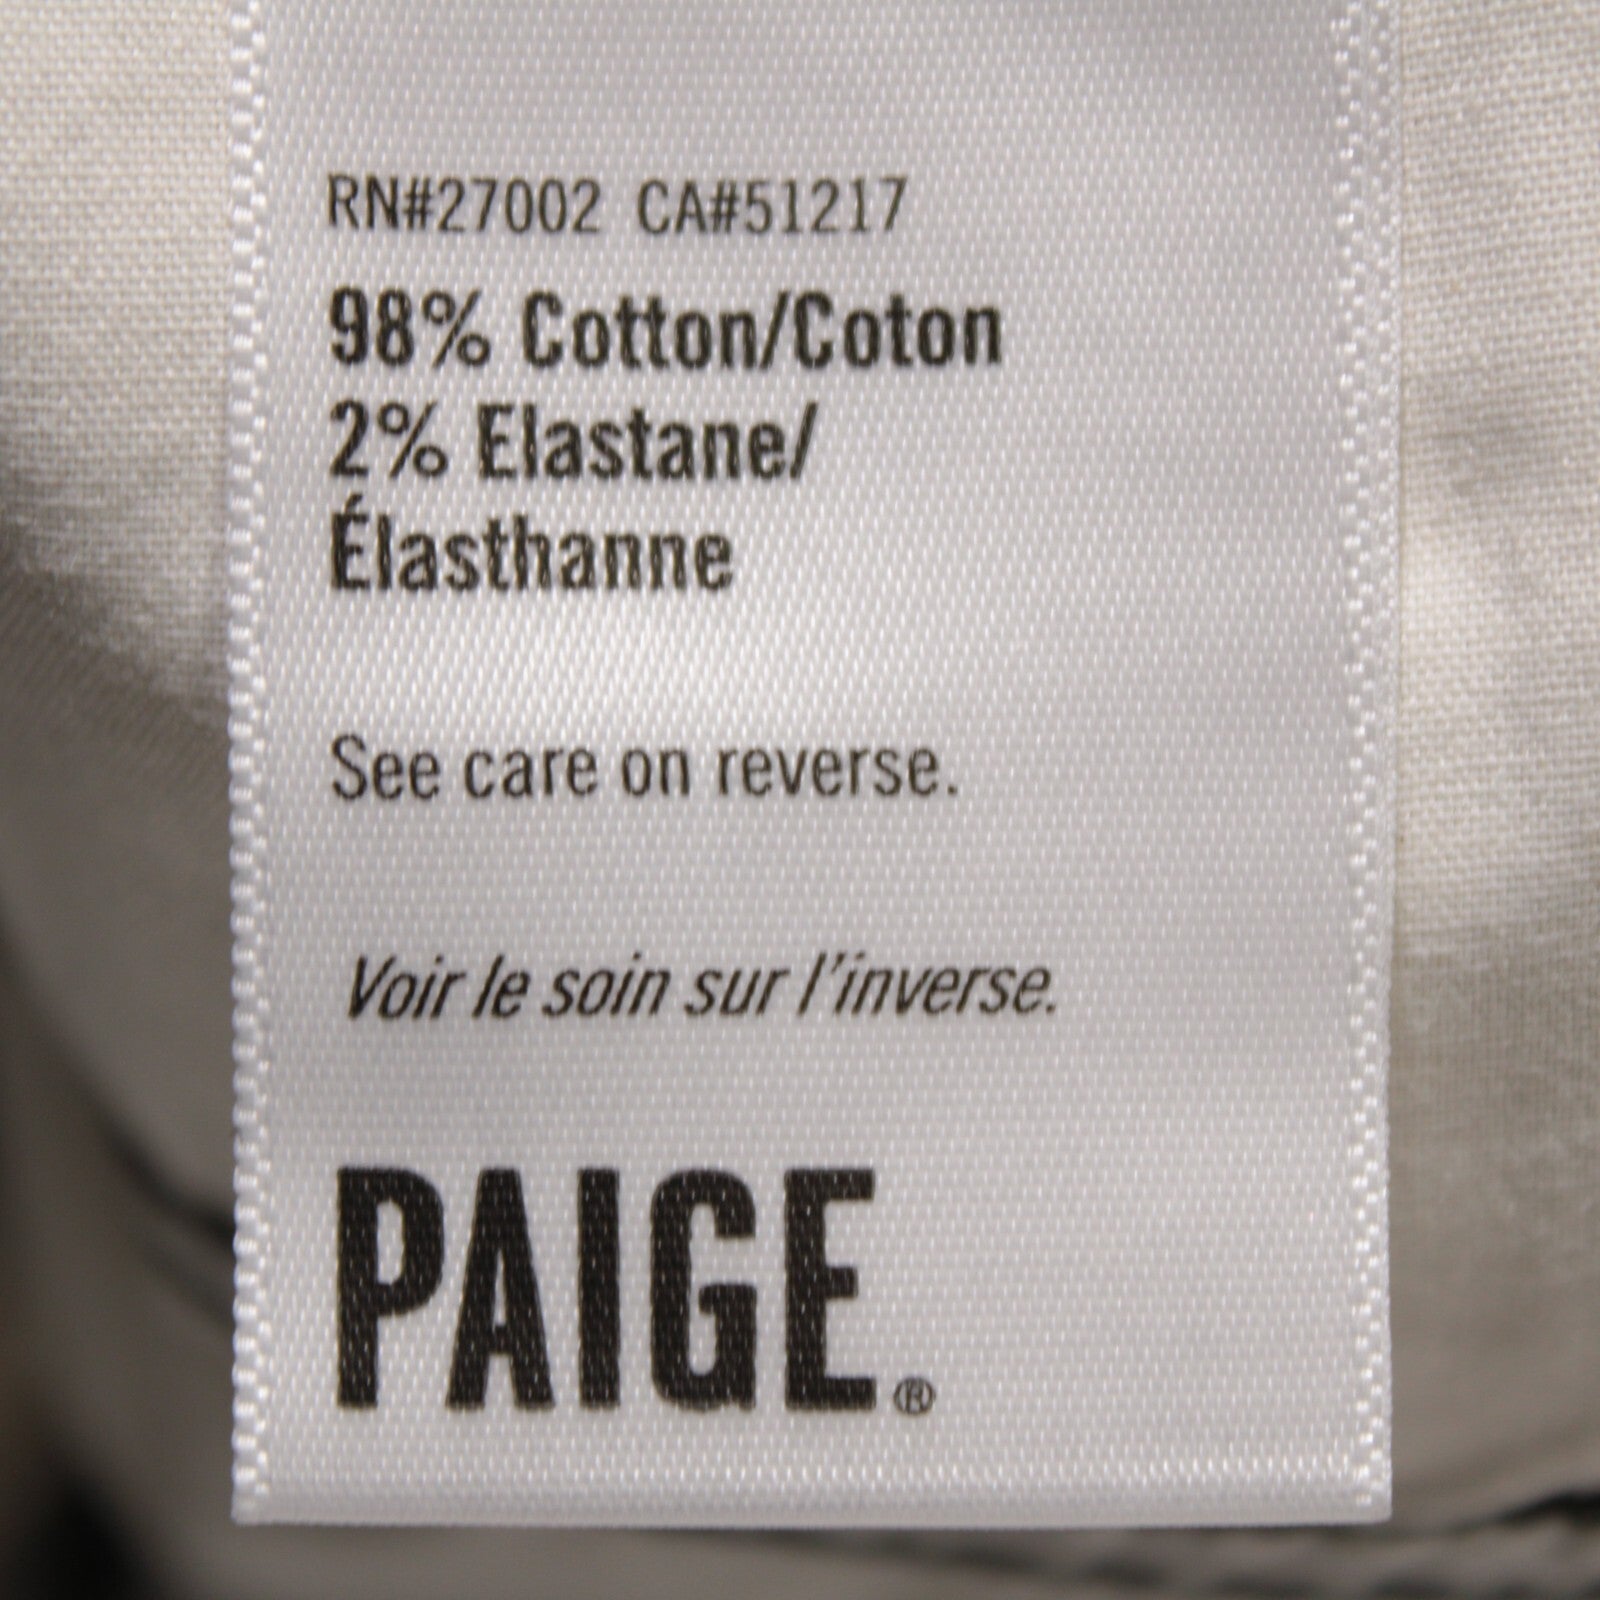 RN#27002 CA#51217
98% Cotton/Coton
2% Elastane/
Élasthanne
See care on reverse.
Voir le soin sur l'inverse.
PAIGE®